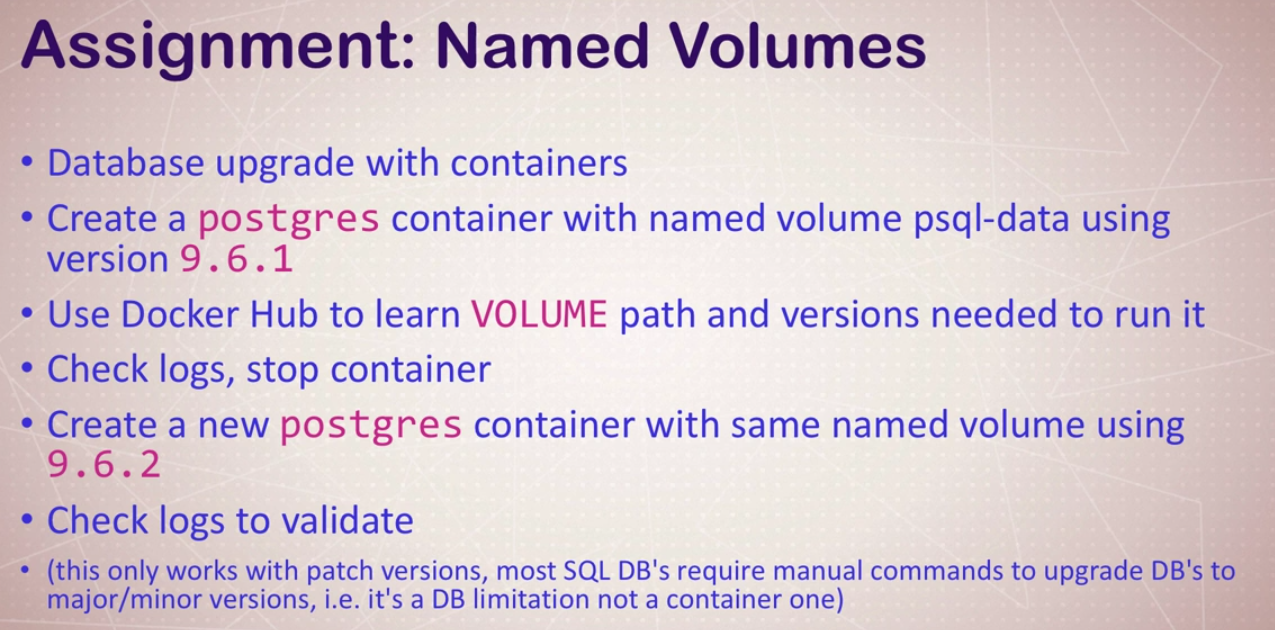 Assignment: Named Volumes
• Database upgrade with containers
• Create a postgres container with named volume psql-data using
version 9.6.1
• Use Docker Hub to learn VOLUME path and versions needed to run it
• Check logs, stop container
• Create a new postgres container with same named volume using
9.6.2
• Check logs to validate
• (this only works with patch versions, most SQL DB's require manual commands to upgrade DB's to
major/minor versions, i.e. it's a DB limitation not a container one)